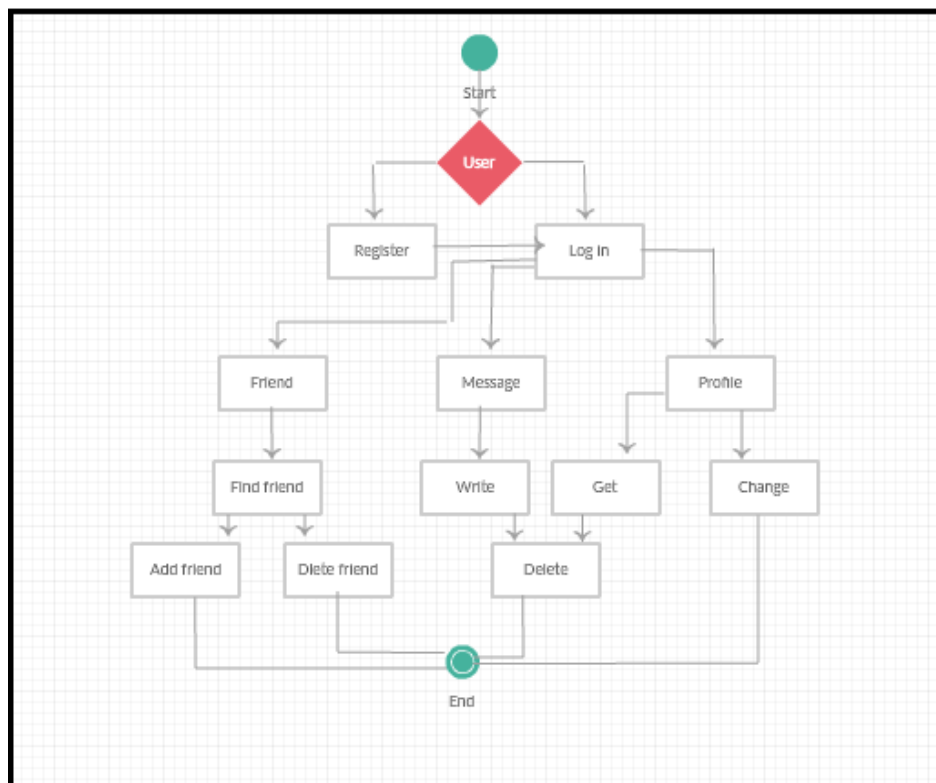 Start
User
Register
Log in
Friend
Message
Profile
Find friend
Write
Get
Change
Add friend
Dlete friend
Delete
End